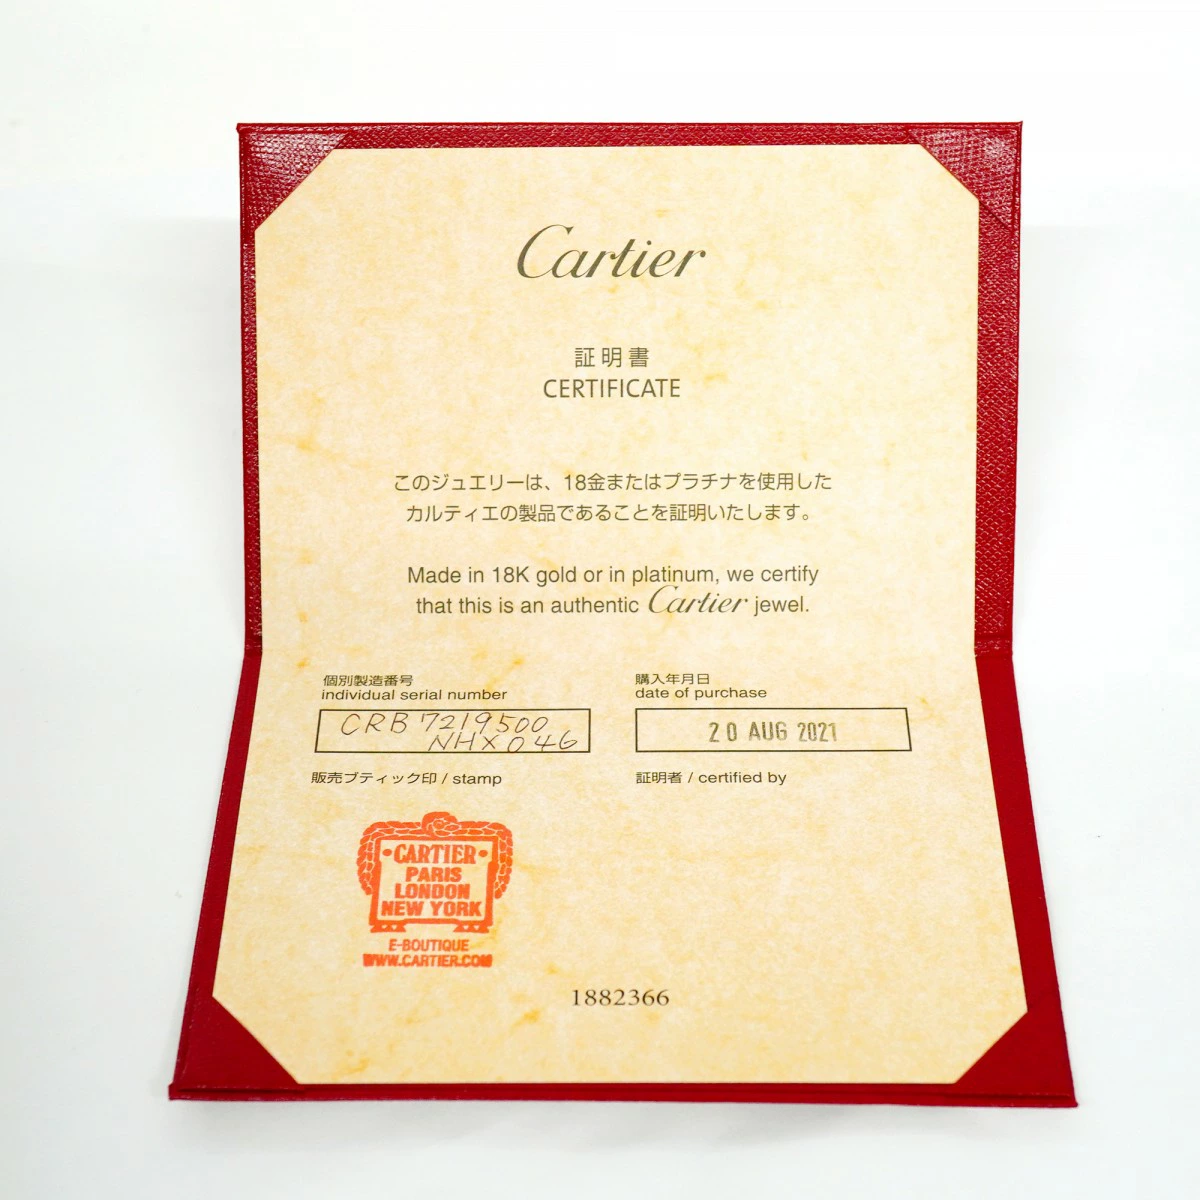 Cartier
証明書
CERTIFICATE
このジュエリーは、18金またはプラチナを使用した
カルティエの製品であることを証明いたします。
Made in 18K gold or in platinum, we certify
that this is an authentic Cartier jewel.
個別製造番号
individual serial number
CRB7219500
NHX046
購入年月日
date of purchase
20 AUG 2021
販売ブティック印 / stamp
証明者 / certified by
CARTIER
PARIS
LONDON
NEW YORK
E-BOUTIQUE
WWW.CARTIER.COM
1882366